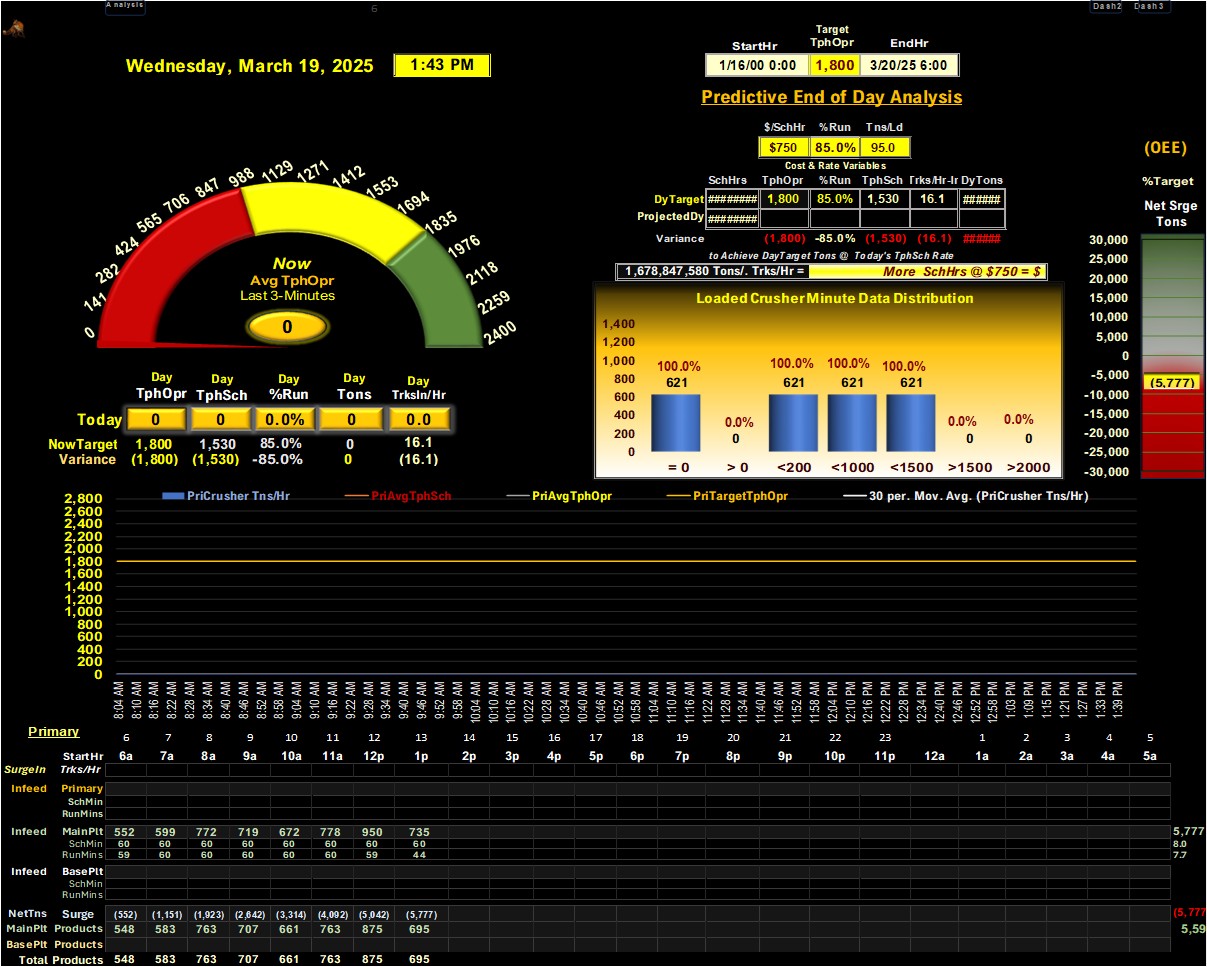 Analysis
6
Dash2 Dash3
Wednesday, March 19, 2025 1:43 PM
StartHr Target TphOpr EndHr
1/16/00 0:00 1,800 3/20/25 6:00
Predictive End of Day Analysis
$/SchHr %Run Tns/Ld
$750 85.0% 95.0
Cost & Rate Variables
SchHrs TphOpr %Run TphSch Trks/Hr-Ir DyTons
DyTarget ######## 1,800 85.0% 1,530 16.1 ######
ProjectedDy ########
Variance (1,800) -85.0% (1,530) (16.1) ######
to Achieve DayTarget Tons @ Today's TphSch Rate
1,678,847,580 Tons/. Trks/Hr = More SchHrs @ $750 = $
(OEE)
%Target
Net Srge
Tons
30,000
25,000
20,000
15,000
10,000
5,000
0
-5,000
(5,777)
-10,000
-15,000
-20,000
-25,000
-30,000
0 141 282 424 565 706 847 988 1129 1271 1412 1553 1694 1835 1976 2118 2259 2400
Now
Avg TphOpr
Last 3-Minutes
0
Day Day Day Day Day
TphOpr TphSch %Run Tons TrksIn/Hr
Today 0 0 0.0% 0 0.0
NowTarget 1,800 1,530 85.0% 0 16.1
Variance (1,800) (1,530) -85.0% 0 (16.1)
Loaded Crusher Minute Data Distribution
1,400
1,200
1,000
800
600
400
200
0
100.0% 0.0% 100.0% 100.0% 100.0% 0.0% 0.0%
621 0 621 621 621 0 0
= 0 > 0 <200 <1000 <1500 >1500 >2000
PriCrusher Tns/Hr PriAvgTphSch PriAvgTphOpr PriTargetTphOpr 30 per. Mov. Avg. (PriCrusher Tns/Hr)
2,800
2,600
2,400
2,200
2,000
1,800
1,600
1,400
1,200
1,000
800
600
400
200
0
8:04 AM 8:10 AM 8:16 AM 8:22 AM 8:28 AM 8:34 AM 8:40 AM 8:46 AM 8:52 AM 8:58 AM 9:04 AM 9:10 AM 9:16 AM 9:22 AM 9:28 AM 9:34 AM 9:40 AM 9:46 AM 9:52 AM 9:58 AM 10:04 AM 10:10 AM 10:16 AM 10:22 AM 10:28 AM 10:34 AM 10:40 AM 10:46 AM 10:52 AM 10:58 AM 11:04 AM 11:10 AM 11:16 AM 11:22 AM 11:28 AM 11:34 AM 11:40 AM 11:46 AM 11:52 AM 11:58 AM 12:04 PM 12:10 PM 12:16 PM 12:22 PM 12:28 PM 12:34 PM 12:40 PM 12:46 PM 12:52 PM 12:58 PM 1:03 PM 1:09 PM 1:15 PM 1:21 PM 1:27 PM 1:33 PM 1:39 PM
Primary 6 7 8 9 10 11 12 13 14 15 16 17 18 19 20 21 22 23 1 2 3 4 5
StartHr 6a 7a 8a 9a 10a 11a 12p 1p 2p 3p 4p 5p 6p 7p 8p 9p 10p 11p 12a 1a 2a 3a 4a 5a
SurgeIn Trks/Hr
Infeed Primary
SchMin
RunMins
Infeed MainPlt 552 599 772 719 672 778 950 735 5,777
SchMin 60 60 60 60 60 60 60 60 8.0
RunMins 59 60 60 60 60 60 59 44 7.7
Infeed BasePlt
SchMin
RunMins
NetTns Surge (552) (1,151) (1,923) (2,642) (3,314) (4,092) (5,042) (5,777) (5,777
MainPlt Products 548 583 763 707 661 763 875 695 5,59
BasePlt Products
Total Products 548 583 763 707 661 763 875 695